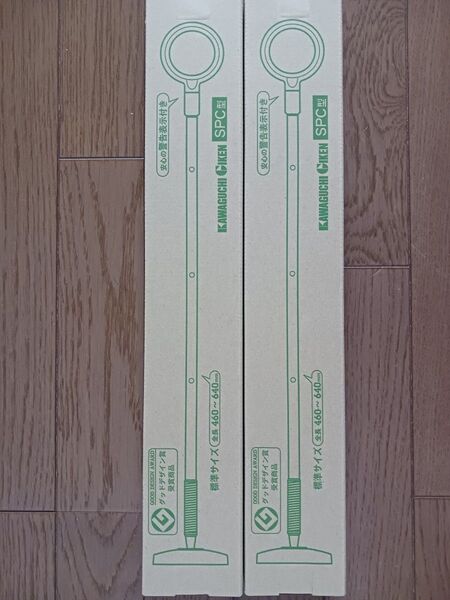 安心の警告表示付き
KAWAGUCHI GIKEN SPC型
標準サイズ 全長 460〜640mm
GOOD DESIGN AWARD
グッドデザイン賞
受賞商品
安心の警告表示付き
KAWAGUCHI GIKEN SPC型
標準サイズ 全長 460〜640mm
GOOD DESIGN AWARD
グッドデザイン賞
受賞商品